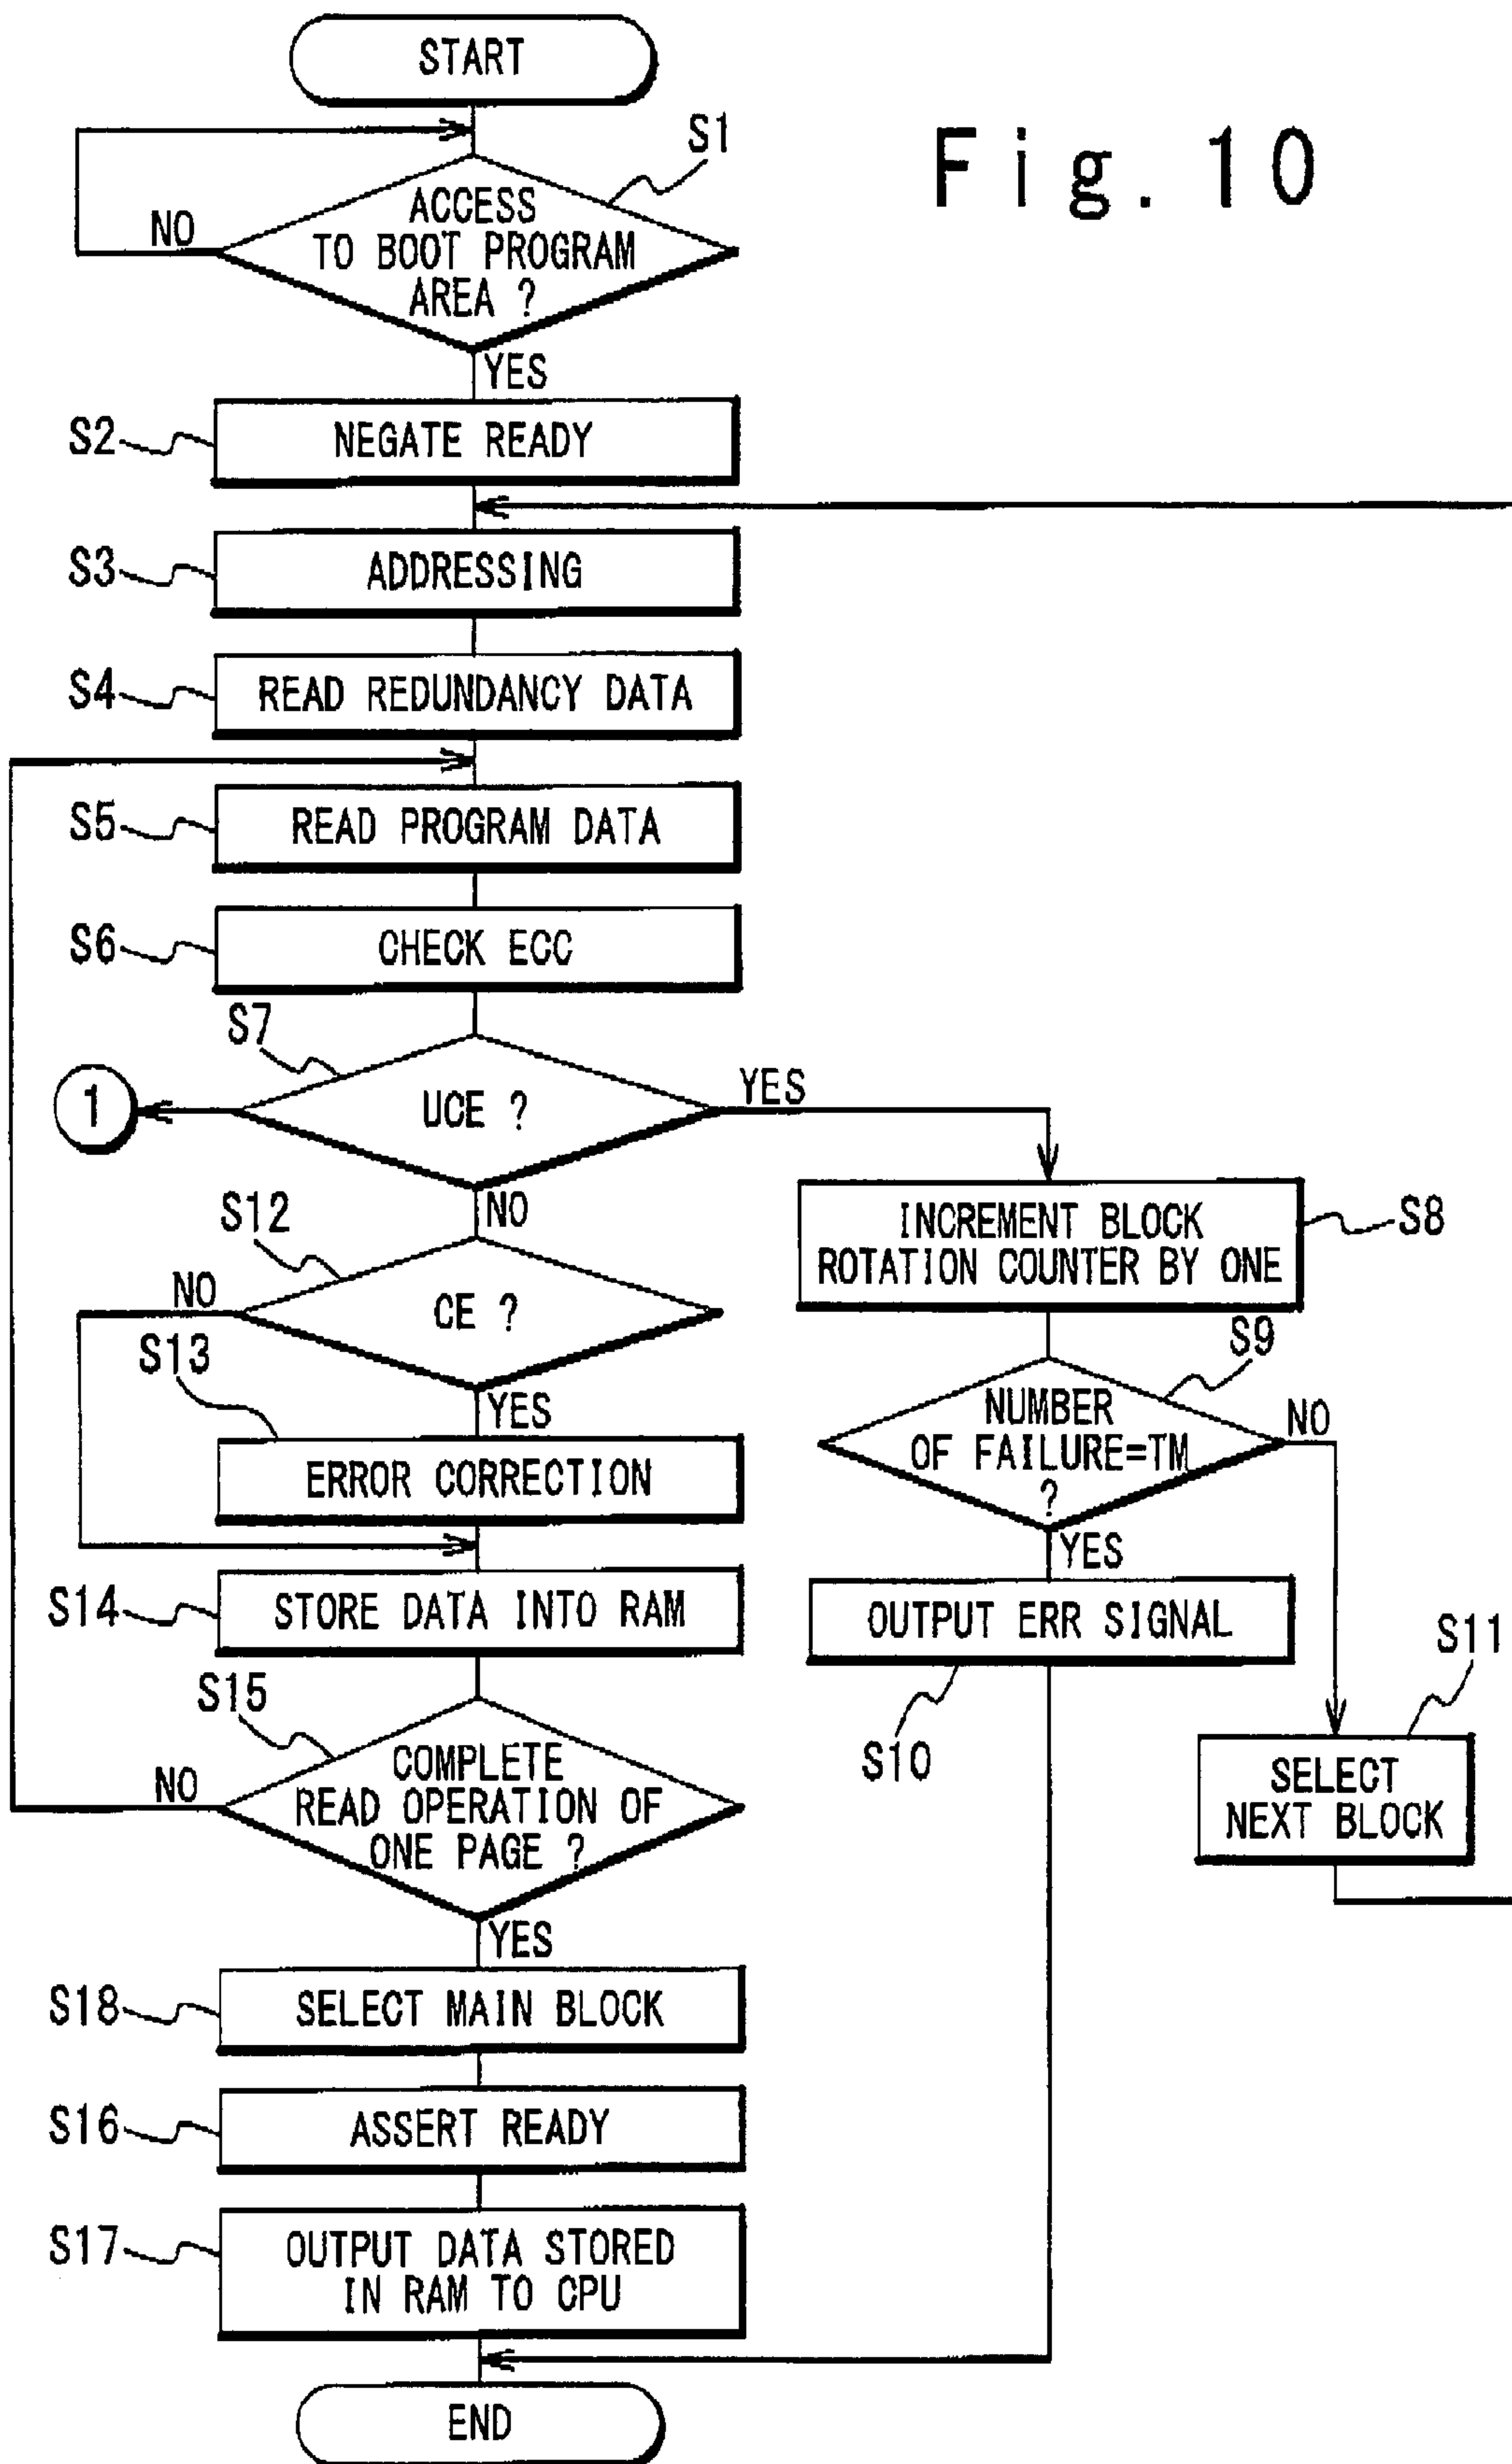 START
Fig. 10
S1
ACCESS
TO BOOT PROGRAM
AREA ?
NO
YES
S2
NEGATE READY
S3
ADDRESSING
S4
READ REDUNDANCY DATA
S5
READ PROGRAM DATA
S6
CHECK ECC
S7
1
UCE ?
YES
NO
S8
INCREMENT BLOCK
ROTATION COUNTER BY ONE
S12
NO
CE ?
YES
S9
NUMBER
OF FAILURE=TM
?
NO
YES
S13
ERROR CORRECTION
S14
STORE DATA INTO RAM
OUTPUT ERR SIGNAL
S10
S11
SELECT
NEXT BLOCK
S15
COMPLETE
READ OPERATION OF
ONE PAGE ?
NO
YES
S18
SELECT MAIN BLOCK
S16
ASSERT READY
S17
OUTPUT DATA STORED
IN RAM TO CPU
END